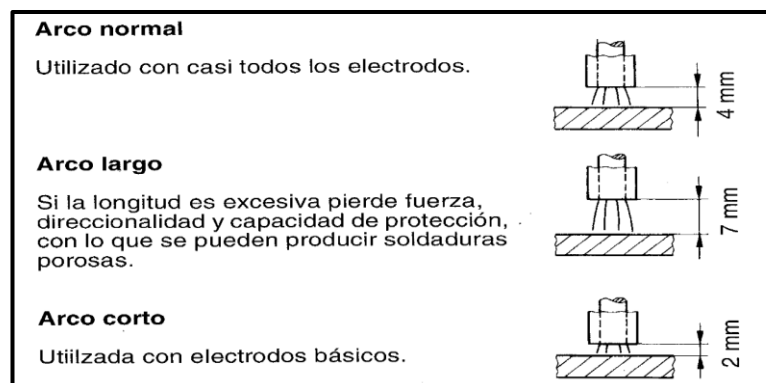 Arco normal
Utilizado con casi todos los electrodos.
4 mm
Arco largo
Si la longitud es excesiva pierde fuerza,
direccionalidad y capacidad de protección,
con lo que se pueden producir soldaduras
porosas.
7 mm
Arco corto
Utiilzada con electrodos básicos.
2 mm